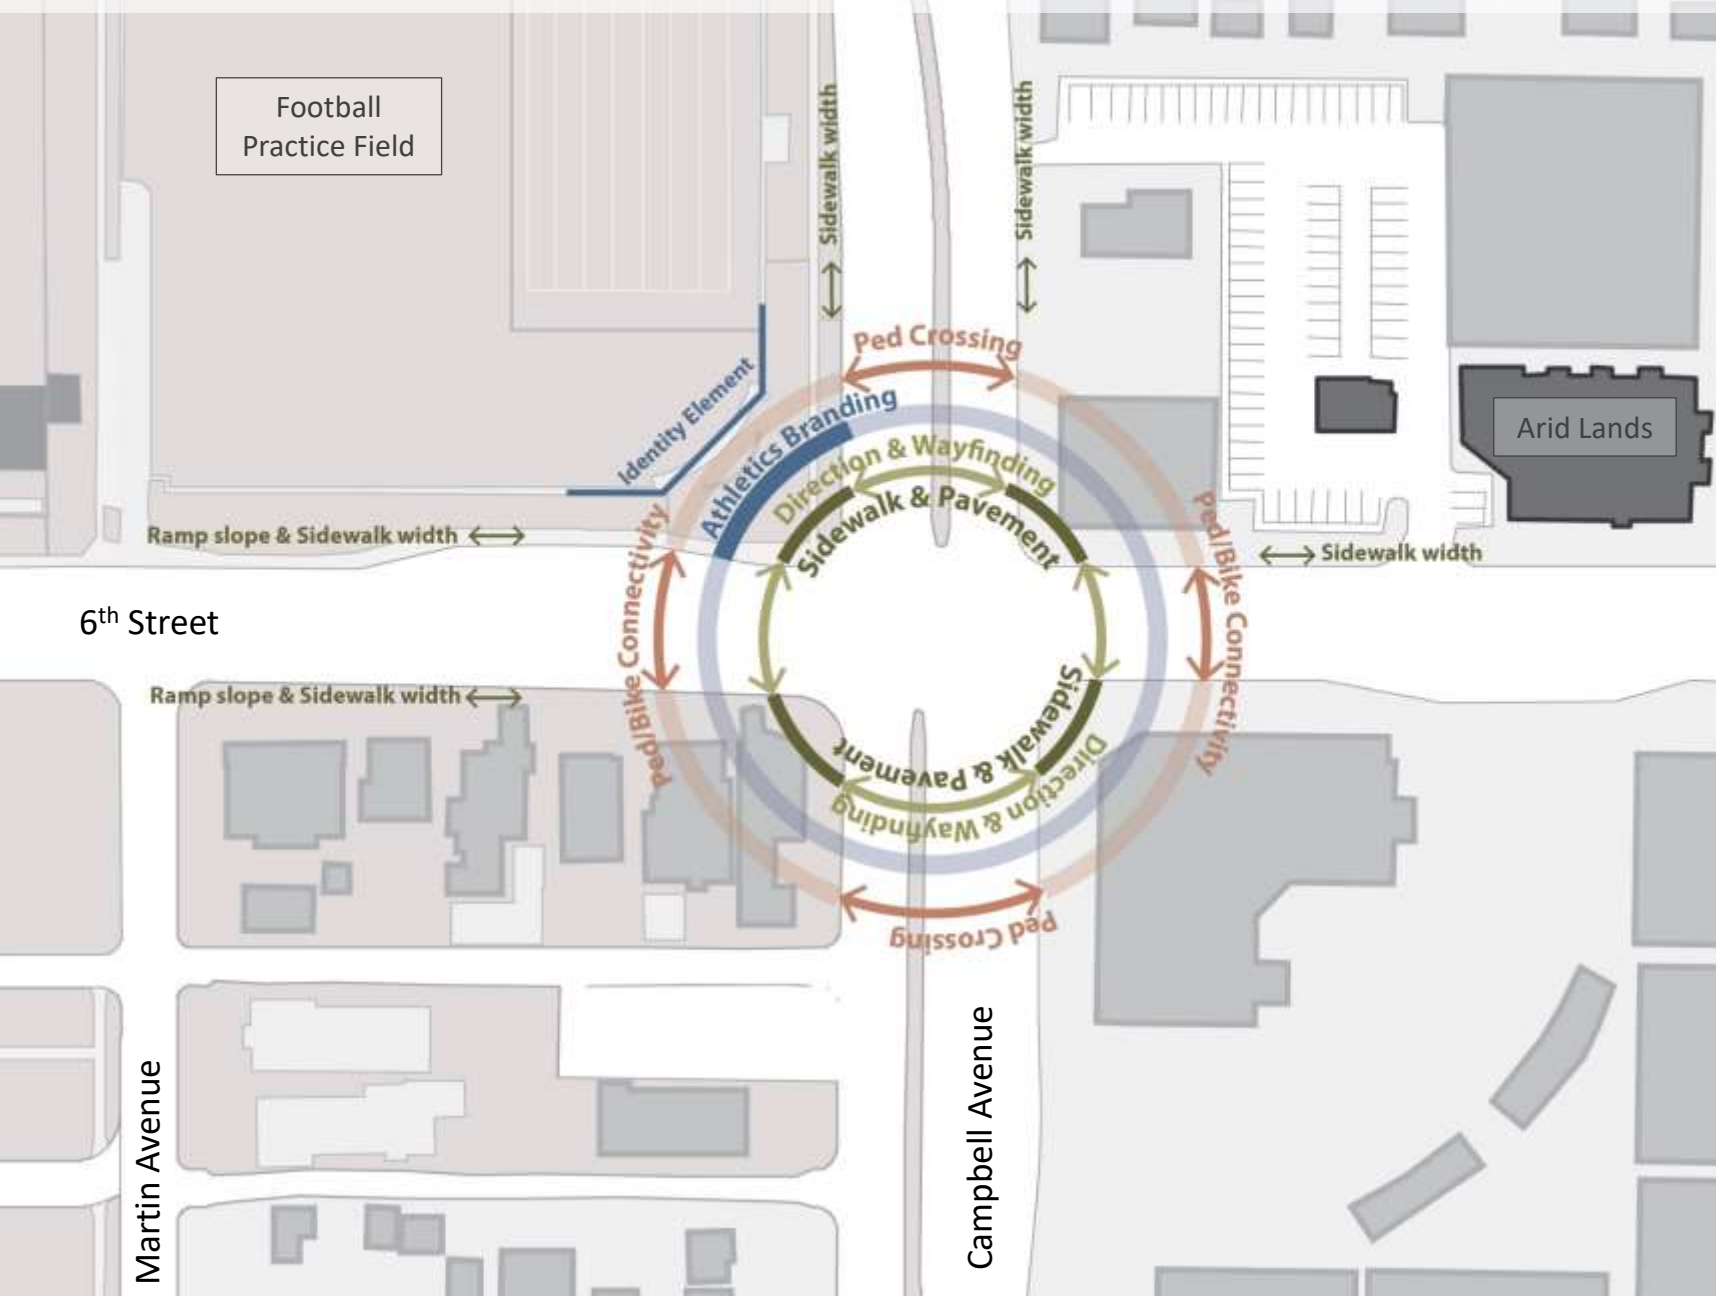 Football
Practice Field
Sidewalk width
Sidewalk width
Ped Crossing
Identity Element
Athletics Branding
Direction & Wayfinding
Sidewalk & Pavement
Arid Lands
Ramp slope & Sidewalk width
Ped/Bike Connectivity
Ped/Bike Connectivity
Sidewalk width
6th Street
Ramp slope & Sidewalk width
Sidewalk & Pavement
Direction & Wayfinding
Ped Crossing
Martin Avenue
Campbell Avenue